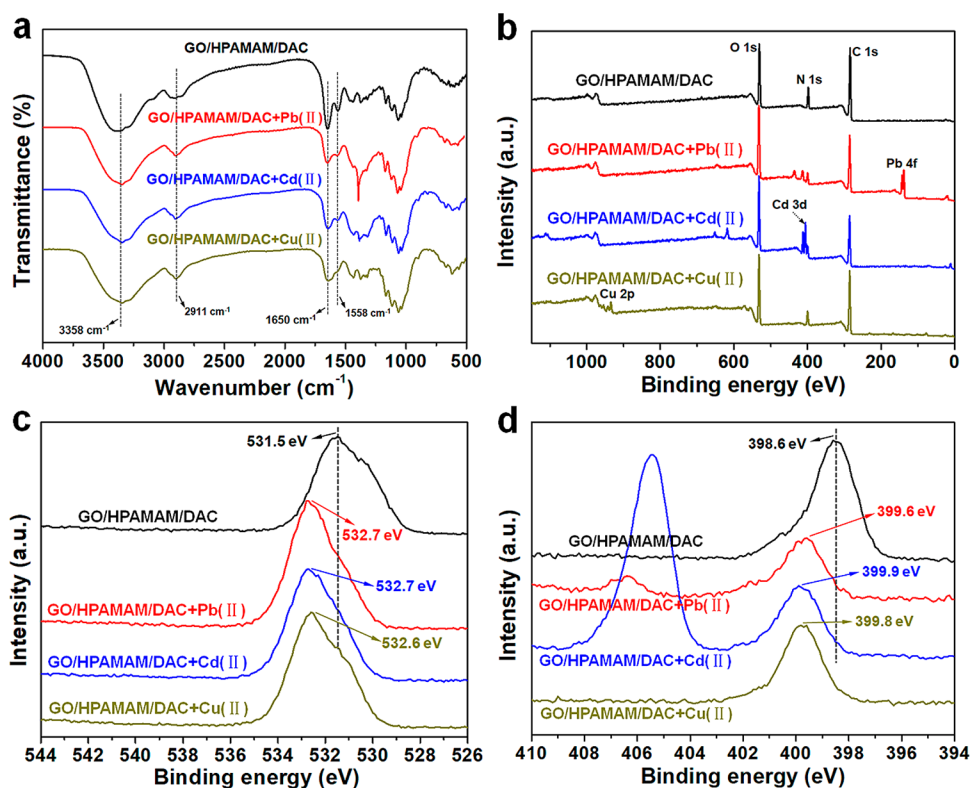 a
GO/HPAMAM/DAC
GO/HPAMAM/DAC+Pb(Ⅱ)
GO/HPAMAM/DAC+Cd(Ⅱ)
GO/HPAMAM/DAC+Cu(Ⅱ)
3358 cm⁻¹
2911 cm⁻¹
1650 cm⁻¹
1558 cm⁻¹
Transmittance (%)
4000 3500 3000 2500 2000 1500 1000 500
Wavenumber (cm⁻¹)
b
O 1s
C 1s
N 1s
GO/HPAMAM/DAC
GO/HPAMAM/DAC+Pb(Ⅱ)
Pb 4f
GO/HPAMAM/DAC+Cd(Ⅱ)
Cd 3d
GO/HPAMAM/DAC+Cu(Ⅱ)
Cu 2p
Intensity (a.u.)
1000 800 600 400 200 0
Binding energy (eV)
c
531.5 eV
GO/HPAMAM/DAC
532.7 eV
GO/HPAMAM/DAC+Pb(Ⅱ)
532.7 eV
GO/HPAMAM/DAC+Cd(Ⅱ)
532.6 eV
GO/HPAMAM/DAC+Cu(Ⅱ)
Intensity (a.u.)
544 542 540 538 536 534 532 530 528 526
Binding energy (eV)
d
398.6 eV
GO/HPAMAM/DAC
399.6 eV
GO/HPAMAM/DAC+Pb(Ⅱ)
399.9 eV
GO/HPAMAM/DAC+Cd(Ⅱ)
399.8 eV
GO/HPAMAM/DAC+Cu(Ⅱ)
Intensity (a.u.)
410 408 406 404 402 400 398 396 394
Binding energy (eV)